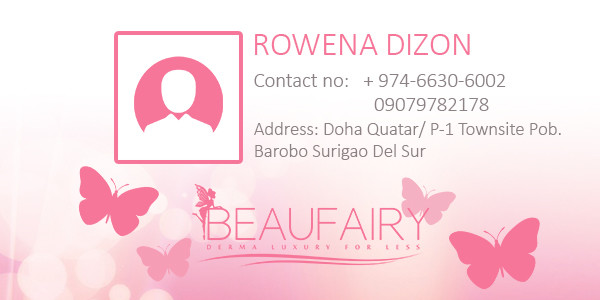 ROWENA DIZON
Contact no: + 974-6630-6002
09079782178
Address: Doha Quatar/ P-1 Townsite Pob.
Barobo Surigao Del Sur
BEAUFAIRY
DERMA LUXURY FOR LESS